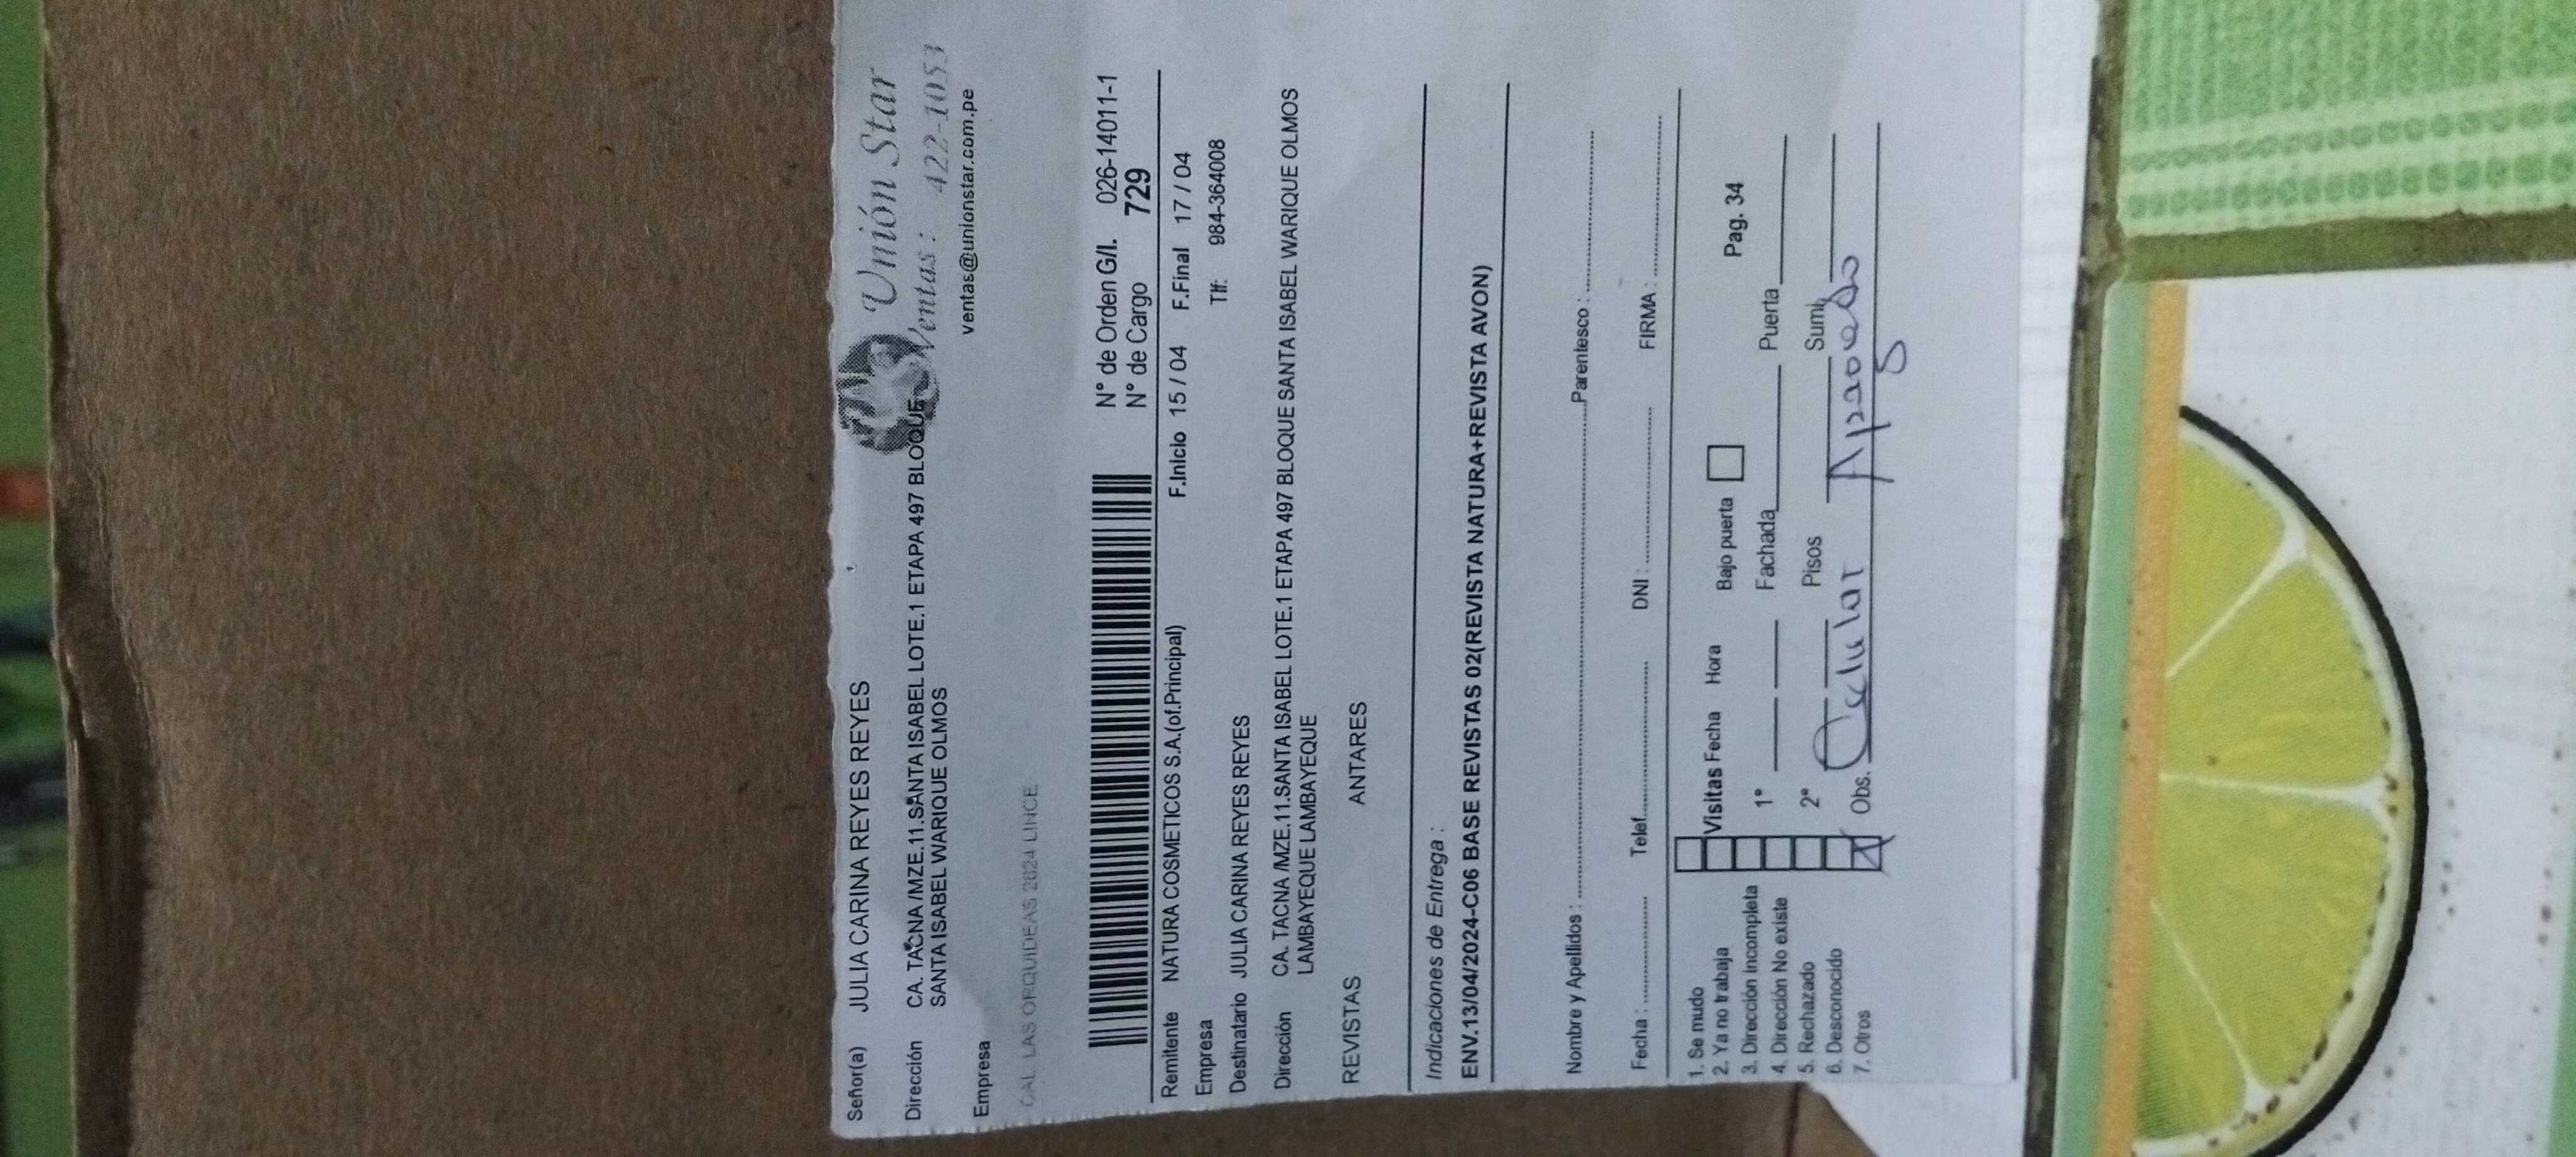 Unión Star
Ventas : 422-1053
ventas@unionstar.com.pe
Señor(a) JULIA CARINA REYES REYES
Dirección CA. TACNA /MZE.11.SANTA ISABEL LOTE.1 ETAPA 497 BLOQUE
SANTA ISABEL WARIQUE OLMOS
Empresa
CAL. LAS ORQUIDEAS 2624 LINCE
N° de Orden G/I. 026-14011-1
N° de Cargo 729
Remitente NATURA COSMETICOS S.A.(of.Principal) F.Inicio 15 / 04 F.Final 17 / 04
Empresa Tlf: 984-364008
Destinatario JULIA CARINA REYES REYES
Dirección CA. TACNA /MZE.11.SANTA ISABEL LOTE.1 ETAPA 497 BLOQUE SANTA ISABEL WARIQUE OLMOS
LAMBAYEQUE LAMBAYEQUE
REVISTAS ANTARES
Indicaciones de Entrega :
ENV.13/04/2024-C06 BASE REVISTAS 02(REVISTA NATURA+REVISTA AVON)
Nombre y Apellidos : Parentesco :
Fecha : Telef. DNI : FIRMA :
1. Se mudo
2. Ya no trabaja Visitas Fecha Hora Bajo puerta Pag. 34
3. Dirección incompleta
4. Dirección No existe 1° Fachada Puerta
5. Rechazado
6. Desconocido 2° Pisos Sumi
7. Otros Obs. Celular Apagado